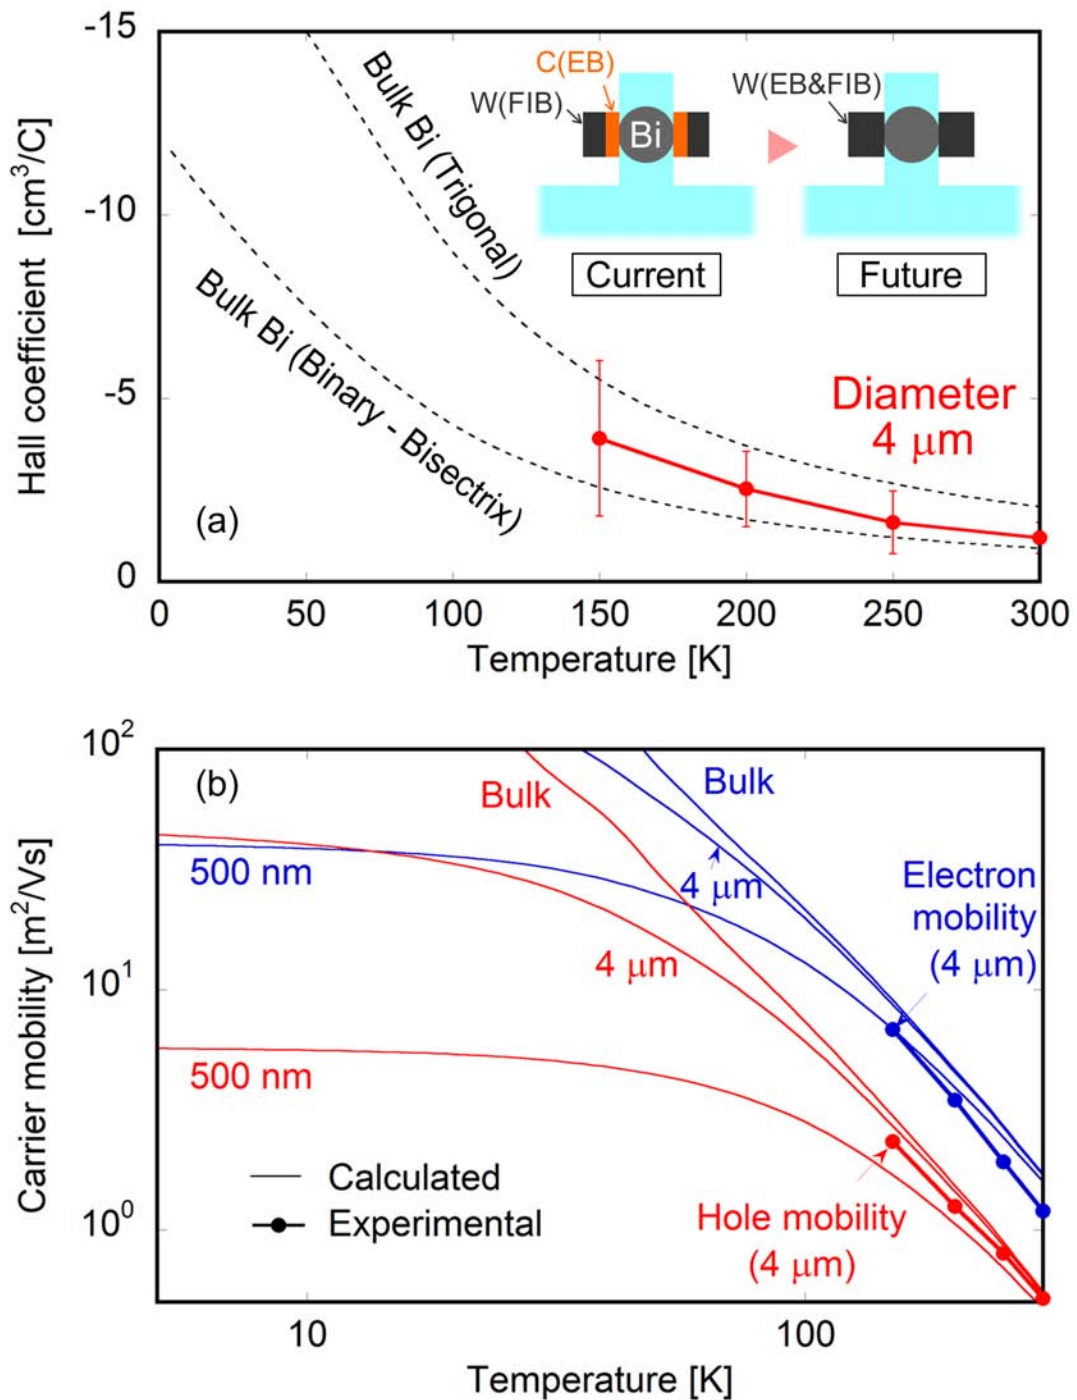 -15
-10
-5
0
Hall coefficient [cm³/C]
Bulk Bi (Trigonal)
Bulk Bi (Binary - Bisectrix)
C(EB)
W(FIB)
Bi
W(EB&FIB)
Current
Future
Diameter
4 μm
(a)
0
50
100
150
200
250
300
Temperature [K]
10²
10¹
10⁰
Carrier mobility [m²/Vs]
(b)
Bulk
Bulk
500 nm
4 μm
4 μm
500 nm
Electron
mobility
(4 μm)
Calculated
Experimental
Hole mobility
(4 μm)
10
100
Temperature [K]